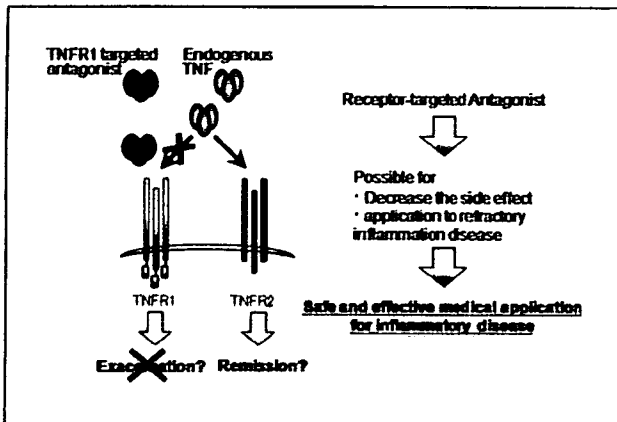 TNFR1 targeted
antagonist
Endogenous
TNF
TNFR1
TNFR2
Exacerbation?
Remission?
Receptor-targeted Antagonist
Possible for
・Decrease the side effect
・application to refractory
inflammation disease
Safe and effective medical application
for inflammatory disease